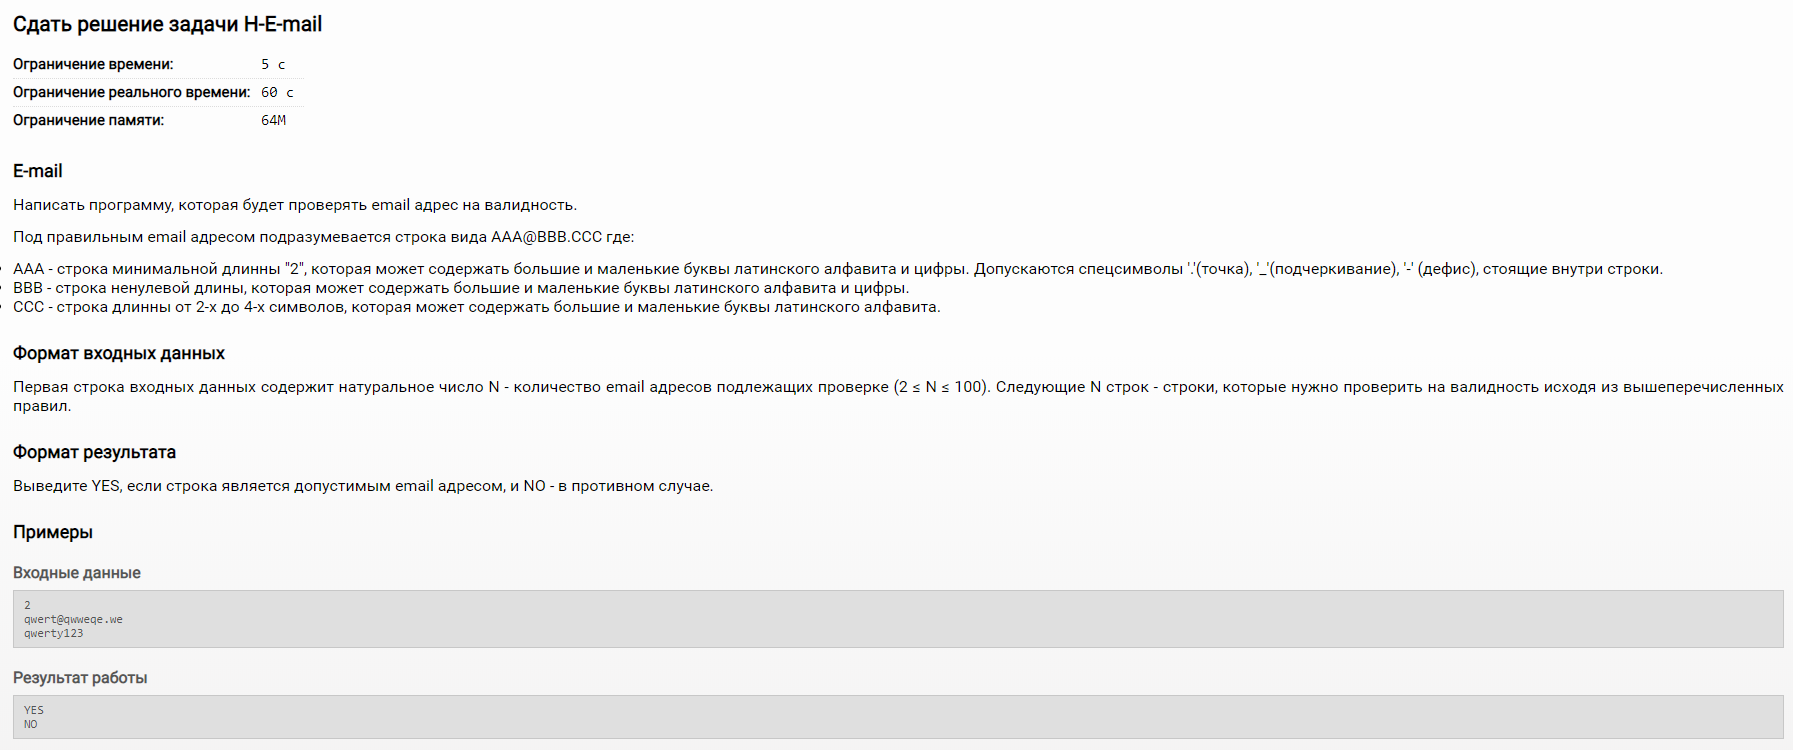 Сдать решение задачи H-E-mail
Ограничение времени: 5 с
Ограничение реального времени: 60 с
Ограничение памяти: 64M
E-mail
Написать программу, которая будет проверять email адрес на валидность.
Под правильным email адресом подразумевается строка вида AAA@BBB.CCC где:
AAA - строка минимальной длинны "2", которая может содержать большие и маленькие буквы латинского алфавита и цифры. Допускаются спецсимволы '.'(точка), '_'(подчеркивание), '-' (дефис), стоящие внутри строки.
BBB - строка ненулевой длины, которая может содержать большие и маленькие буквы латинского алфавита и цифры.
CCC - строка длинны от 2-х до 4-х символов, которая может содержать большие и маленькие буквы латинского алфавита.
Формат входных данных
Первая строка входных данных содержит натуральное число N - количество email адресов подлежащих проверке (2 ≤ N ≤ 100). Следующие N строк - строки, которые нужно проверить на валидность исходя из вышеперечисленных
правил.
Формат результата
Выведите YES, если строка является допустимым email адресом, и NO - в противном случае.
Примеры
Входные данные
2
qwert@qwweqe.we
qwerty123
Результат работы
YES
NO